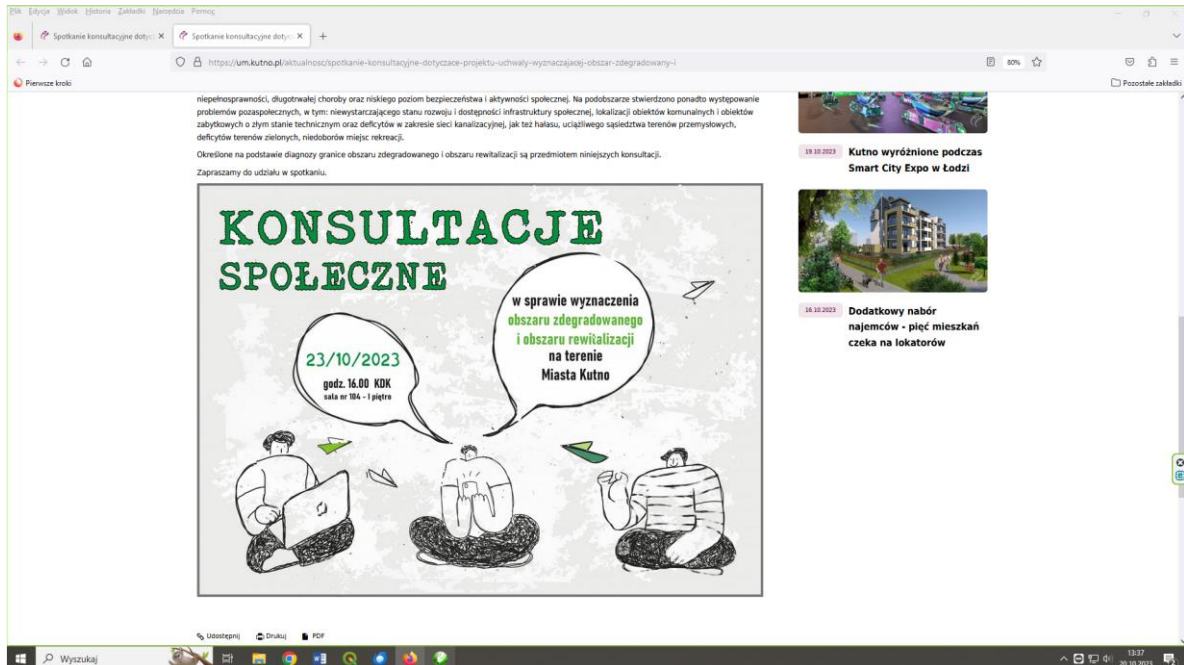 Plik Edycja Widok Historia Zakładki Narzędzia Pomoc
Spotkanie konsultacyjne dotyc
Spotkanie konsultacyjne dotyc
https://um.kutno.pl/aktualnosc/spotkanie-konsultacyjne-dotyczace-projektu-uchwaly-wyznaczajacej-obszar-zdegradowany-i
80%
Pierwsze kroki
Pozostałe zakładki
niepełnosprawności, długotrwałej choroby oraz niskiego poziom bezpieczeństwa i aktywności społecznej. Na podobszarze stwierdzono ponadto występowanie
problemów pozaspołecznych, w tym: niewystarczającego stanu rozwoju i dostępności infrastruktury społecznej, lokalizacji obiektów komunalnych i obiektów
zabytkowych o złym stanie technicznym oraz deficytów w zakresie sieci kanalizacyjnej, jak też hałasu, uciążliwego sąsiedztwa terenów przemysłowych,
deficytów terenów zielonych, niedoborów miejsc rekreacji.
Określone na podstawie diagnozy granice obszaru zdegradowanego i obszaru rewitalizacji są przedmiotem niniejszych konsultacji.
Zapraszamy do udziału w spotkaniu.
KONSULTACJE
SPOŁECZNE
w sprawie wyznaczenia
obszaru zdegradowanego
i obszaru rewitalizacji
na terenie
Miasta Kutno
23/10/2023
godz. 16.00 KDK
sala nr 104 - I piętro
19.10.2023
Kutno wyróżnione podczas
Smart City Expo w Łodzi
16.10.2023
Dodatkowy nabór
najemców - pięć mieszkań
czeka na lokatorów
Udostępnij Drukuj PDF
Wyszukaj
13:37
20.10.2023